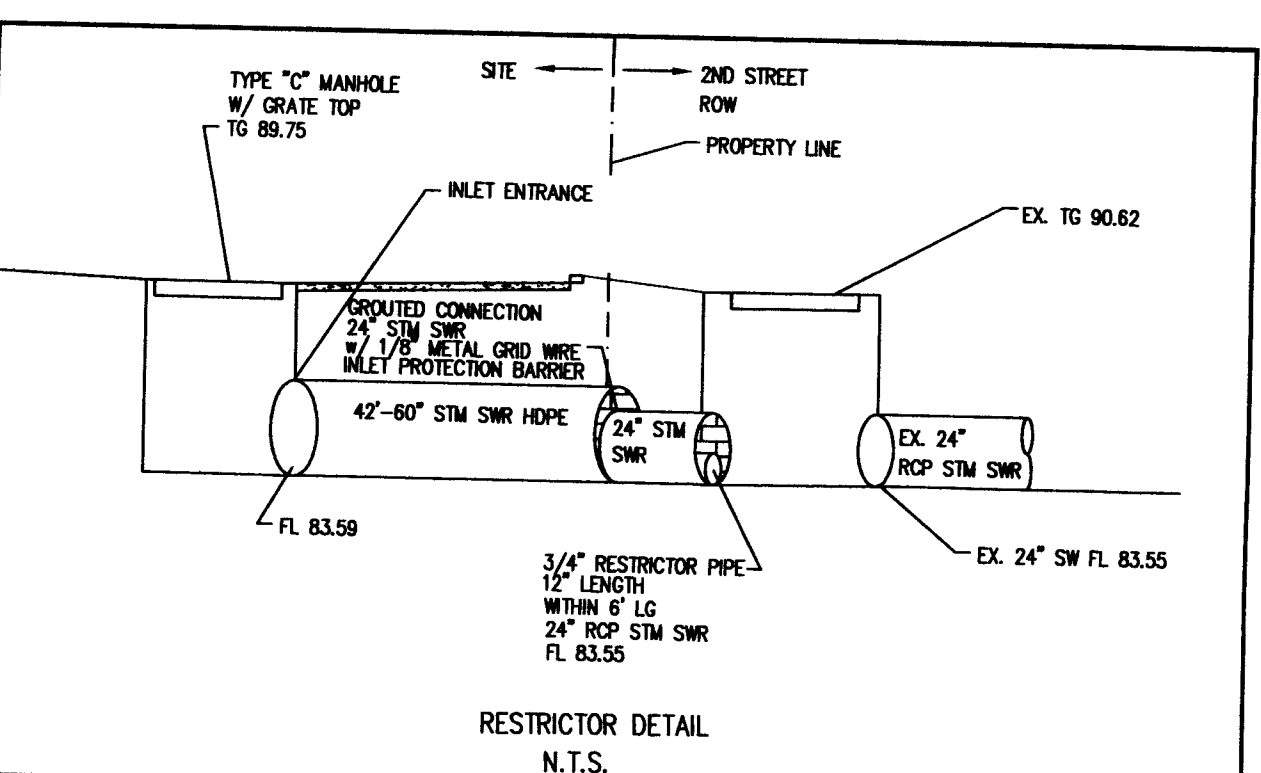 SITE
2ND STREET
ROW
TYPE "C" MANHOLE
W/ GRATE TOP
TG 89.75
PROPERTY LINE
INLET ENTRANCE
EX. TG 90.62
GROUTED CONNECTION
24" STM SWR
w/ 1/8" METAL GRID WIRE
INLET PROTECTION BARRIER
42'-60" STM SWR HDPE
24" STM
SWR
EX. 24"
RCP STM SWR
FL 83.59
3/4" RESTRICTOR PIPE
12" LENGTH
WITHIN 6' LG
24" RCP STM SWR
FL 83.55
EX. 24" SW FL 83.55
RESTRICTOR DETAIL
N.T.S.